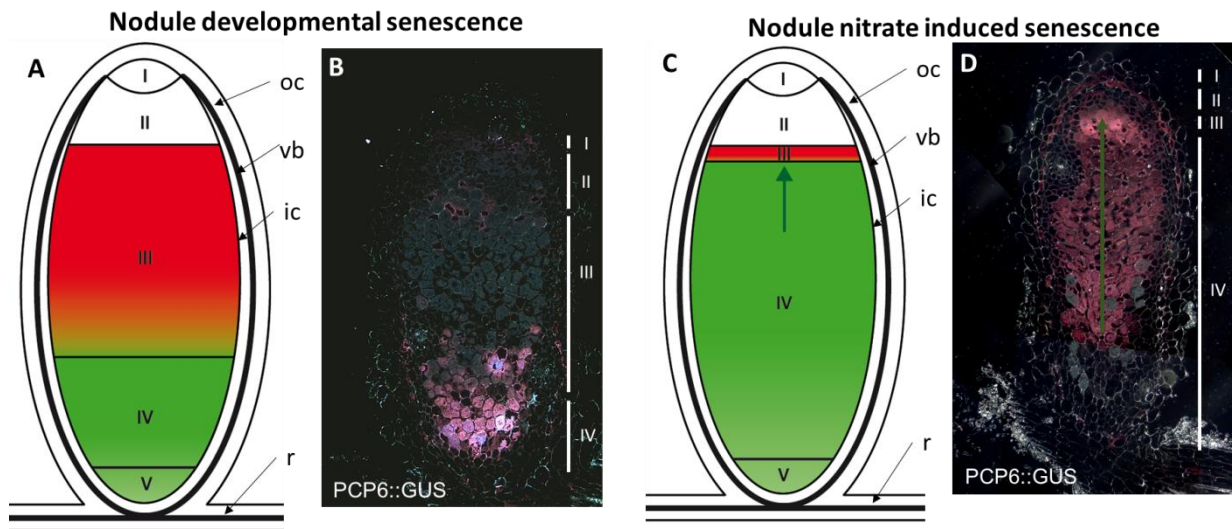 Nodule developmental senescence
Nodule nitrate induced senescence
A
I
II
III
IV
V
oc
vb
ic
r
B
I
II
III
IV
PCP6::GUS
C
I
II
III
IV
V
oc
vb
ic
r
D
I
II
III
IV
PCP6::GUS